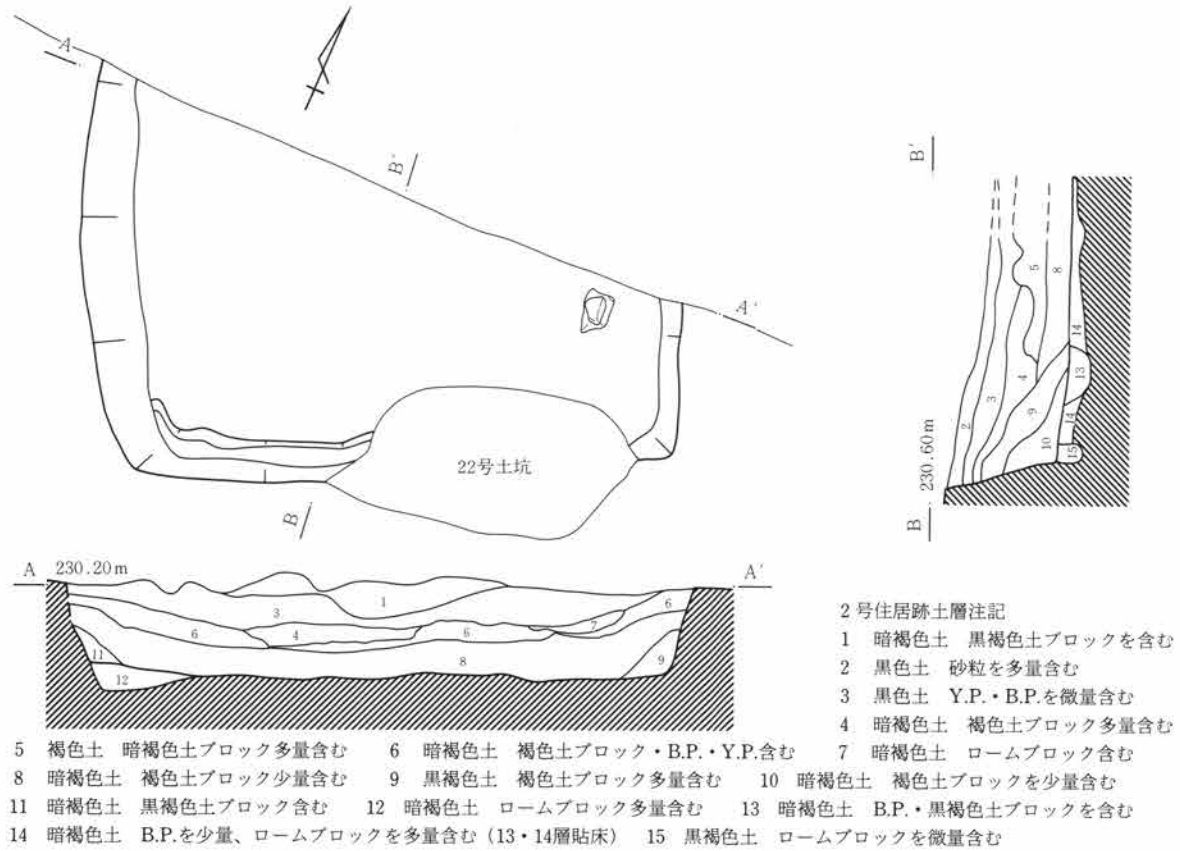 A
B'
A'
22号土坑
B
B'
5
8
14
4
13
3
9
14
2
10
15
230.60m
B
A 230.20m A'
1
3
6
7
4
6
6
8
11
9
12
2号住居跡土層注記
1 暗褐色土 黒褐色土ブロックを含む
2 黒色土 砂粒を多量含む
3 黒色土 Y.P.・B.P.を微量含む
4 暗褐色土 褐色土ブロック多量含む
5 褐色土 暗褐色土ブロック多量含む 6 暗褐色土 褐色土ブロック・B.P.・Y.P.含む 7 暗褐色土 ロームブロック含む
8 暗褐色土 褐色土ブロック少量含む 9 黒褐色土 褐色土ブロック多量含む 10 暗褐色土 褐色土ブロックを少量含む
11 暗褐色土 黒褐色土ブロック含む 12 暗褐色土 ロームブロック多量含む 13 暗褐色土 B.P.・黒褐色土ブロックを含む
14 暗褐色土 B.P.を少量、ロームブロックを多量含む（13・14層貼床） 15 黒褐色土 ロームブロックを微量含む